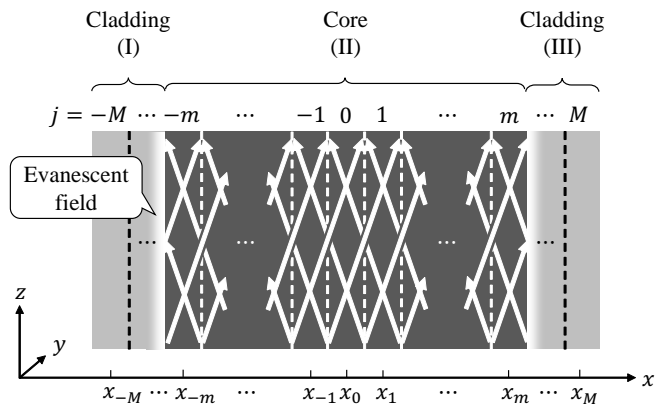 Cladding Core Cladding
(I) (II) (III)
j = −M ⋯ −m ⋯ −1 0 1 ⋯ m ⋯ M
Evanescent
field
⋯ ⋯ ⋯ ⋯
z
y
x
x₋M ⋯ x₋m ⋯ x₋₁ x₀ x₁ ⋯ xm ⋯ xM